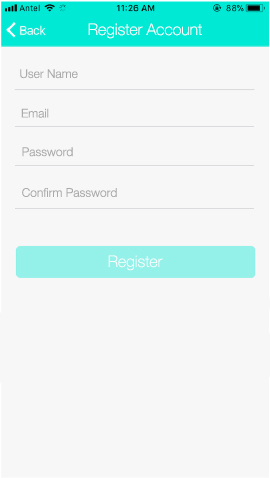 Antel 11:26 AM 88%
Back Register Account
User Name
Email
Password
Confirm Password
Register